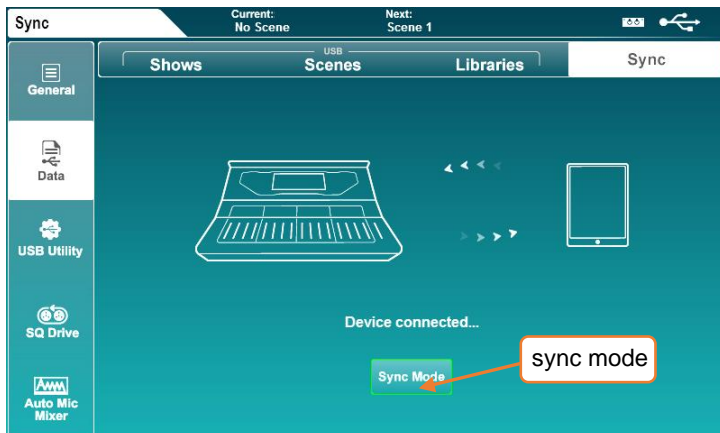 Sync
Current:
No Scene
Next:
Scene 1
USB
Shows
Scenes
Libraries
Sync
General
Data
USB Utility
SQ Drive
Auto Mic
Mixer
Device connected...
Sync Mode
sync mode